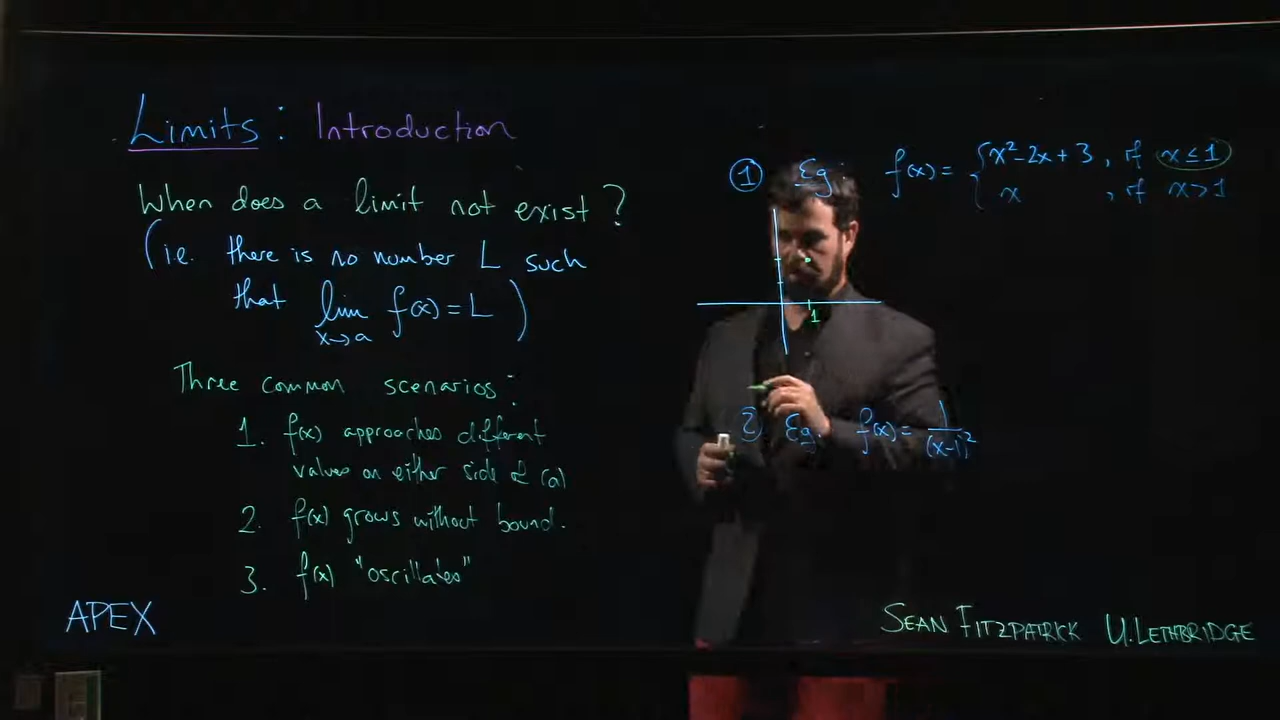 Limits: Introduction
When does a limit not exist?
(i.e. there is no number L such
that lim f(x) = L)
x→a
Three common scenarios:
1. f(x) approaches different
values on either side of (a)
2. f(x) grows without bound.
3. f(x) "oscillates"
APEX
① Eg: f(x) = { x²-2x+3, if x≤1
x, if x>1
1
② Eg. f(x) = 1/(x-1)²
SEAN FITZPATRICK U. LETHBRIDGE